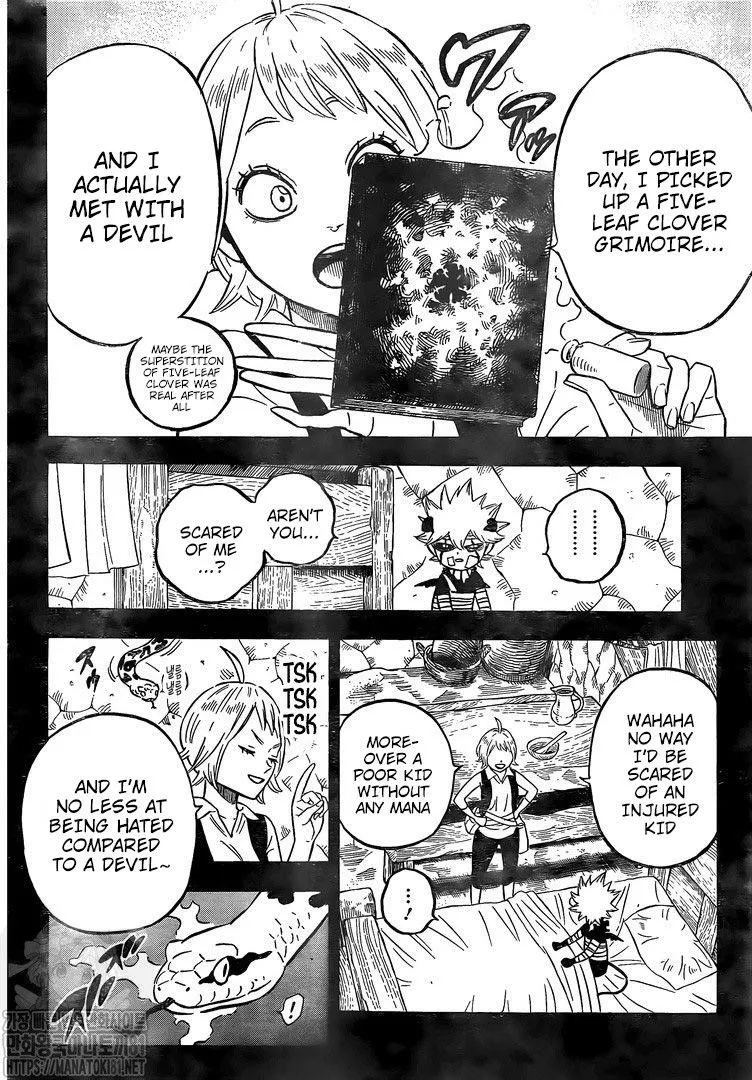 THE OTHER
DAY, I PICKED
UP A FIVE-
LEAF CLOVER
GRIMOIRE...
AND I
ACTUALLY
MET WITH
A DEVIL
MAYBE THE
SUPERSTITION
OF FIVE-LEAF
CLOVER WAS
REAL AFTER
ALL
AREN'T
YOU...
SCARED
OF ME
...?
WAHAHA
NO WAY
I'D BE
SCARED
OF AN
INJURED
KID
MORE-
OVER A
POOR KID
WITHOUT
ANY MANA
...!
TSK
TSK
TSK
AND I'M
NO LESS AT
BEING HATED
COMPARED
TO A DEVIL~
!
HTTPS://MANATOKI81.NET